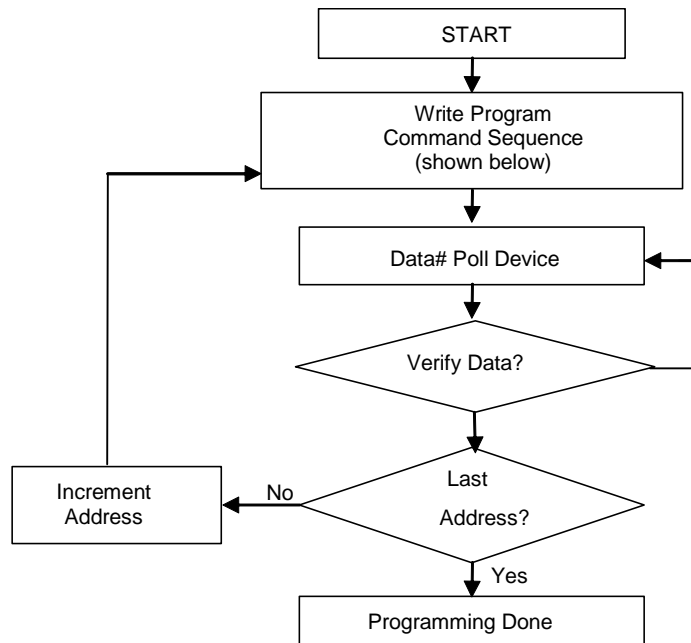 START
Write Program
Command Sequence
(shown below)
Data# Poll Device
Verify Data?
Last
Address?
No
Increment
Address
Yes
Programming Done